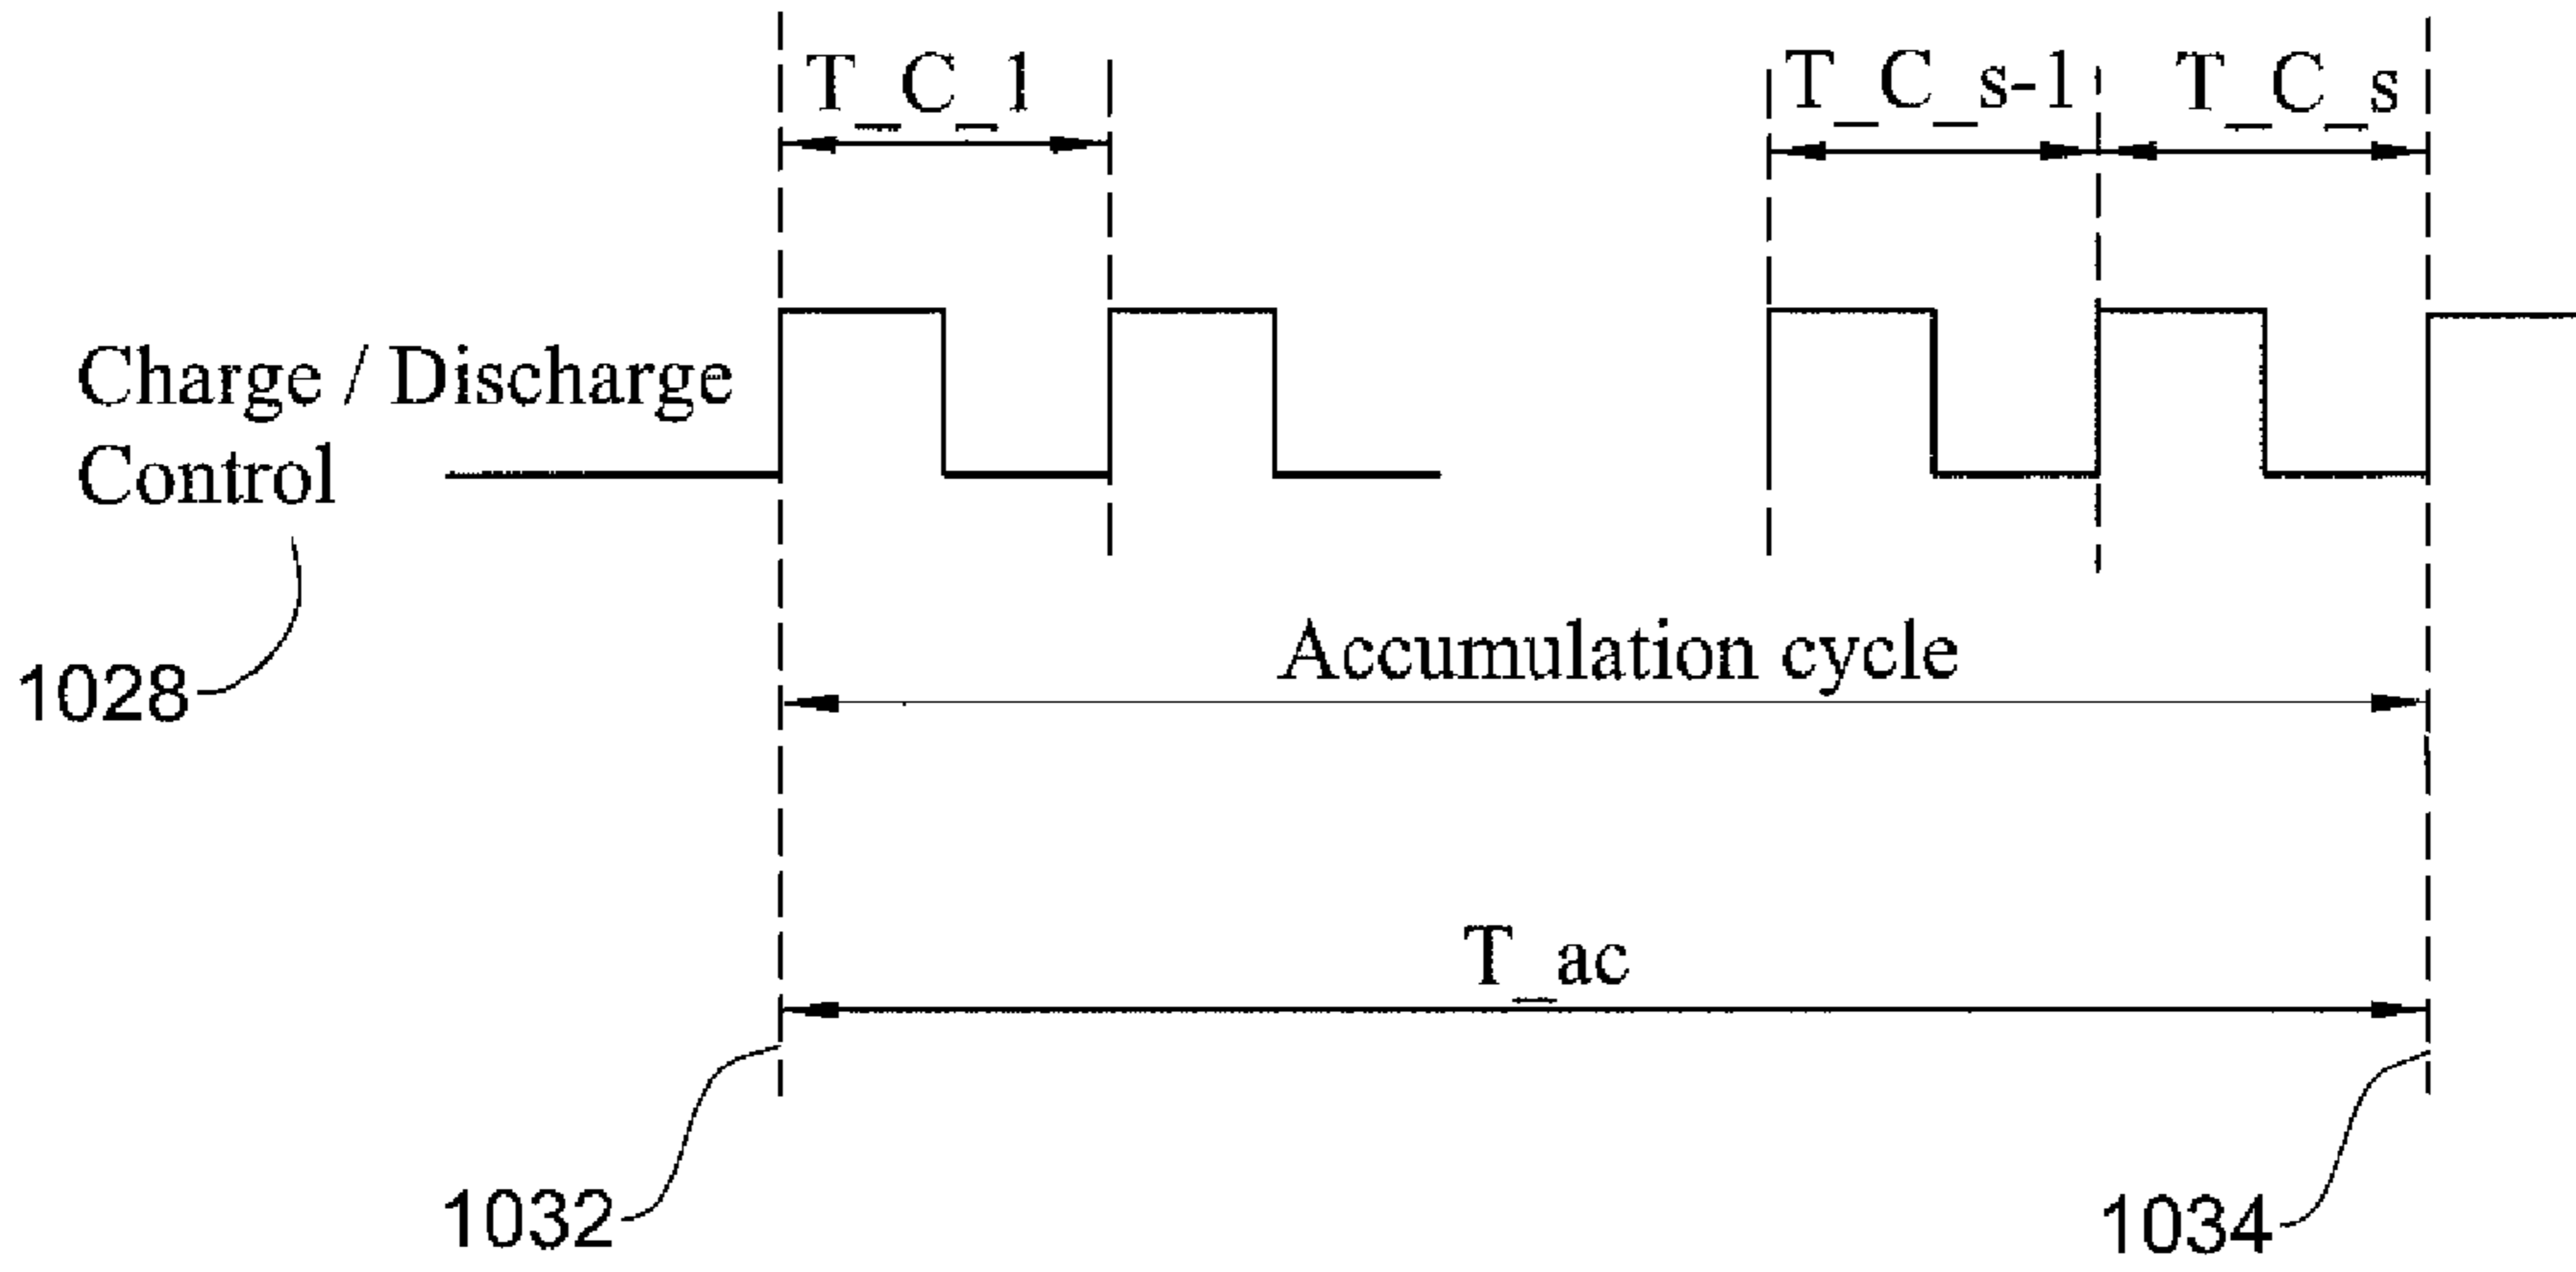 T_C_1
T_C_s-1
T_C_s
Charge / Discharge
Control
Accumulation cycle
1028
T_ac
1032
1034